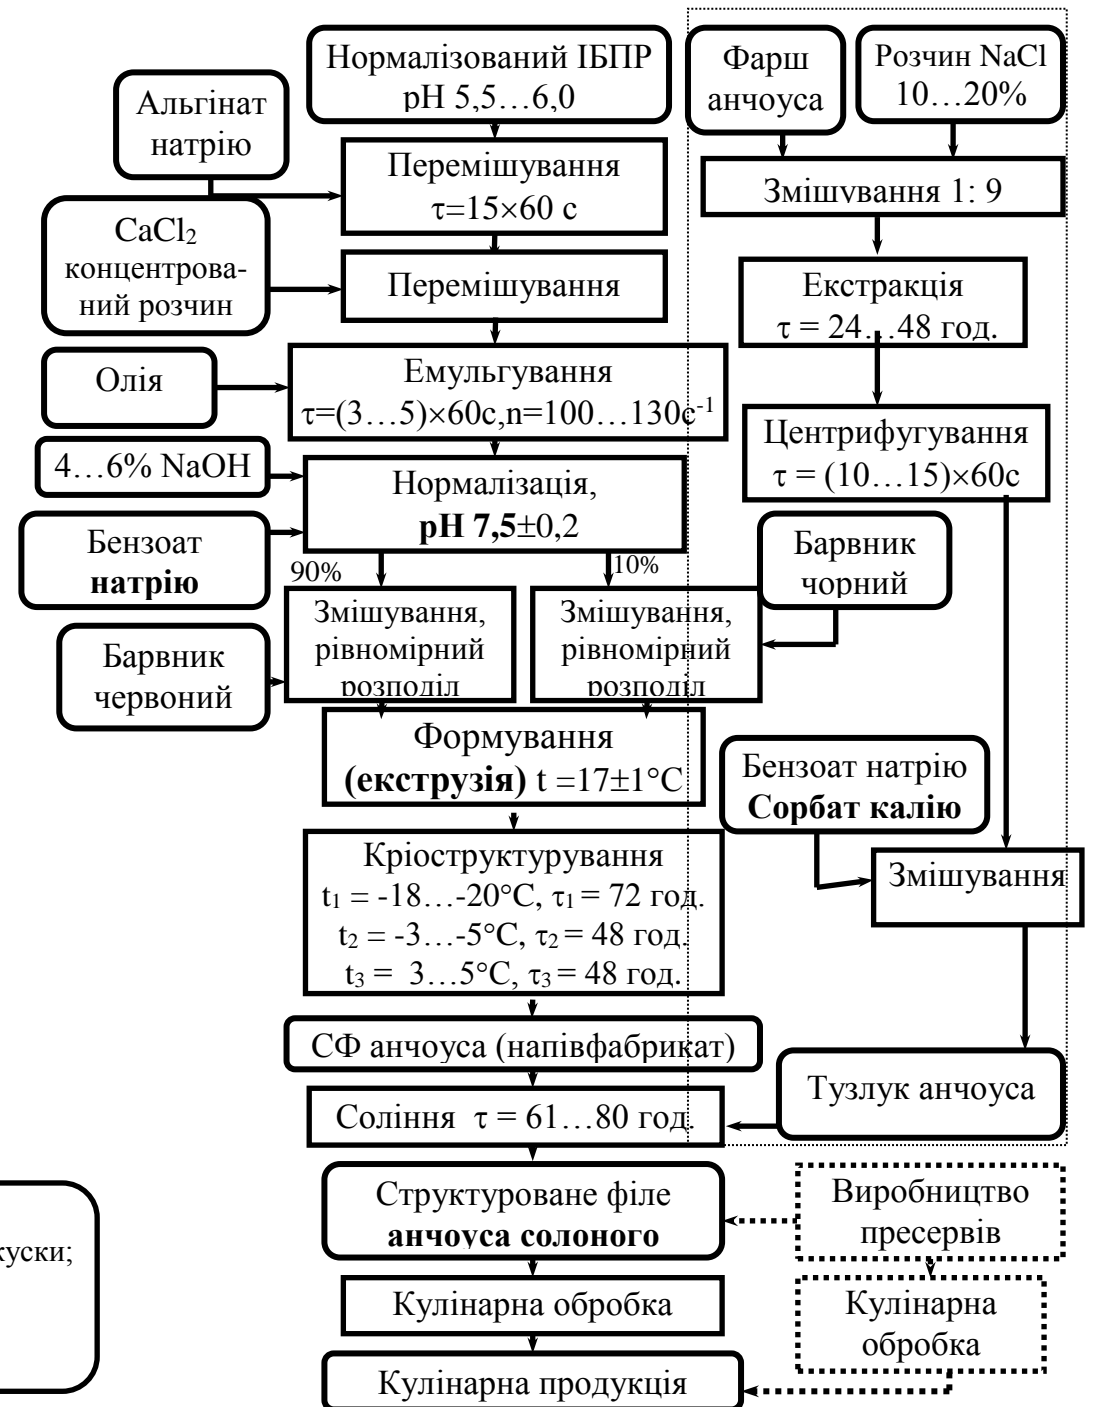 Нормалізований ІБПР
рН 5,5…6,0
Фарш
анчоуса
Розчин NaCl
10…20%
Альгінат
натрію
Перемішування
τ=15×60 с
Змішування 1: 9
CaCl₂
концентрова-
ний розчин
Перемішування
Екстракція
τ = 24…48 год.
Олія
Емульгування
τ=(3…5)×60с,n=100…130с⁻¹
Центрифугування
τ = (10…15)×60с
4…6% NaOH
Нормалізація,
рН 7,5±0,2
Бензоат
натрію
Барвник
чорний
90%
10%
Змішування,
рівномірний
розподіл
Змішування,
рівномірний
розподіл
Барвник
червоний
Формування
(екструзія) t =17±1°C
Бензоат натрію
Сорбат калію
Кріоструктурування
t₁ = -18…-20°C, τ₁ = 72 год.
t₂ = -3…-5°C, τ₂ = 48 год.
t₃ = 3…5°C, τ₃ = 48 год.
Змішування
СФ анчоуса (напівфабрикат)
Тузлук анчоуса
Соління τ = 61…80 год.
Структуроване філе
анчоуса солоного
Виробництво
пресервів
куски;
Кулінарна обробка
Кулінарна
обробка
Кулінарна продукція